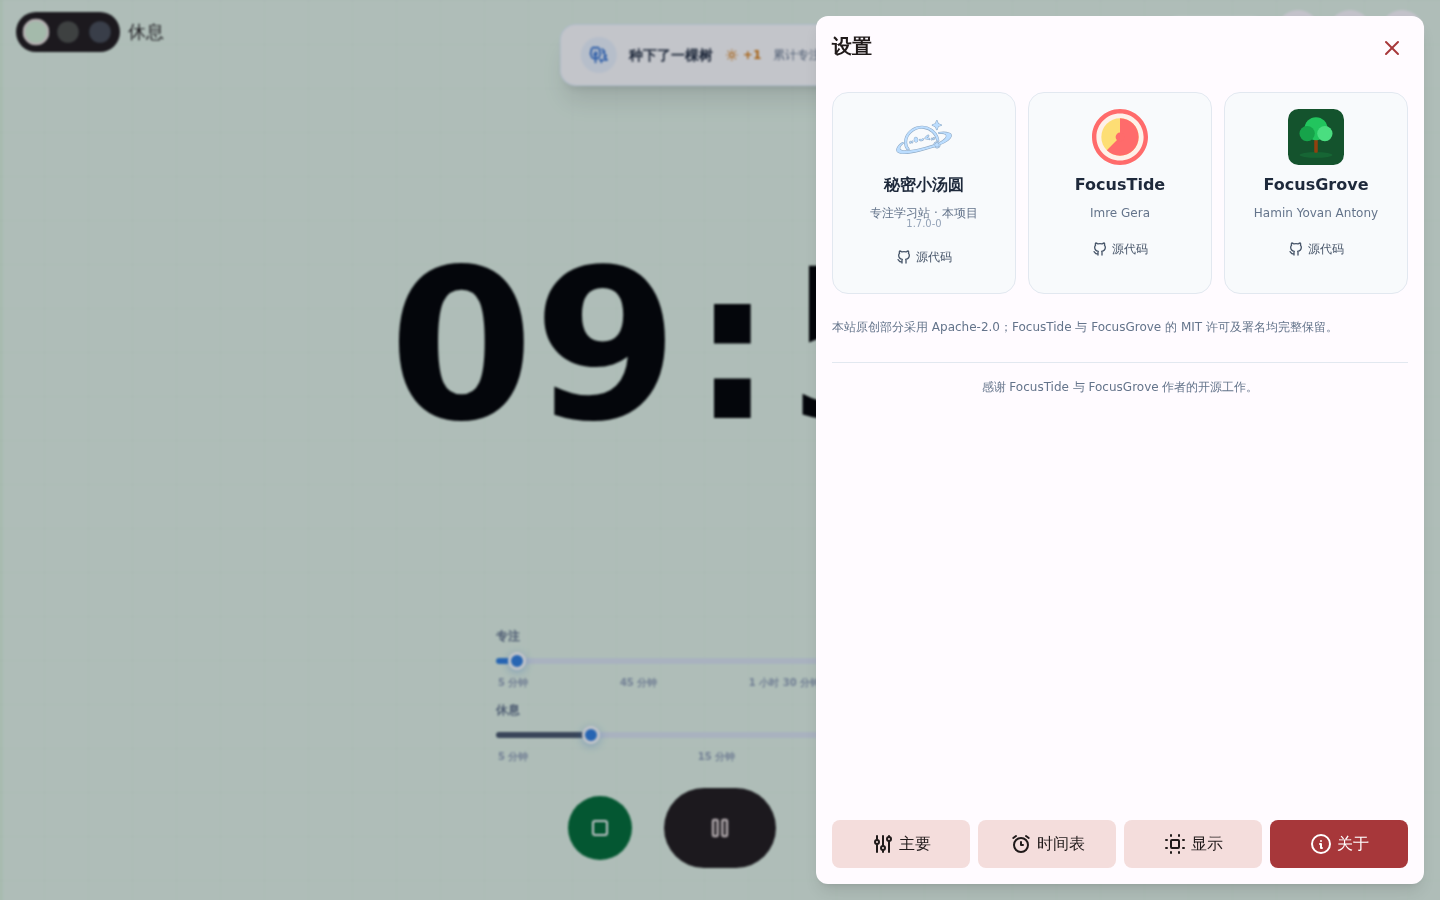 休息
种下了一棵树 +1 累计专注
设置
秘密小汤圆
专注学习站 · 本项目
1.7.0-0
源代码
FocusTide
Imre Gera
源代码
FocusGrove
Hamin Yovan Antony
源代码
本站原创部分采用 Apache-2.0；FocusTide 与 FocusGrove 的 MIT 许可及署名均完整保留。
感谢 FocusTide 与 FocusGrove 作者的开源工作。
09:
专注
5 分钟 45 分钟 1 小时 30 分钟
休息
5 分钟 15 分钟
主要 时间表 显示 关于